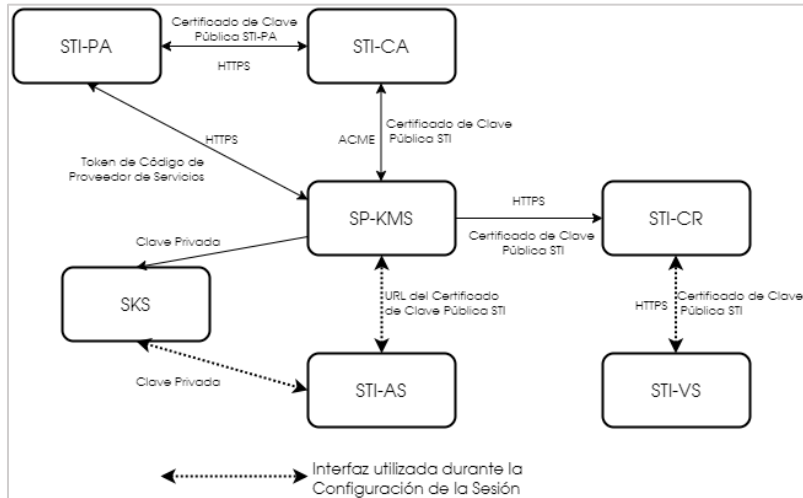 Certificado de Clave
Pública STI-PA
STI-PA
STI-CA
HTTPS
HTTPS
ACME
Certificado de Clave
Pública STI
Token de Código de
Proveedor de Servicios
SP-KMS
HTTPS
STI-CR
Clave Privada
Certificado de Clave
Pública STI
SKS
URL del Certificado
de Clave Pública STI
HTTPS
Certificado de Clave
Pública STI
Clave Privada
STI-AS
STI-VS
Interfaz utilizada durante la
Configuración de la Sesión